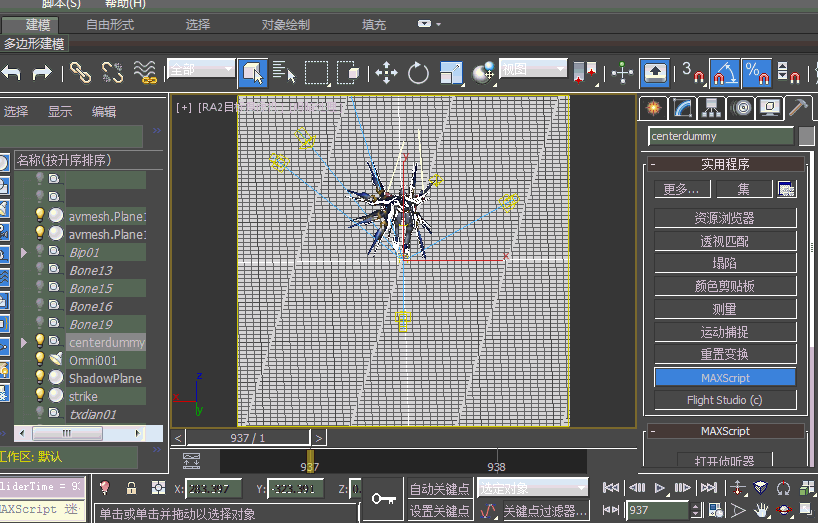 脚本(S) 帮助(H)
建模 自由形式 选择 对象绘制 填充
多边形建模
全部 视图 3 %
选择 显示 编辑
[+] [RA2目
centerdummy
名称(按升序排序)
实用程序
更多... 集
资源浏览器
透视匹配
塌陷
颜色剪贴板
测量
运动捕捉
重置变换
MAXScript
Flight Studio (c)
MAXScript
打开侦听器
avmesh.Plane1
avmesh.Plane1
Bip01
Bone13
Bone15
Bone16
Bone19
centerdummy
Omni001
ShadowPlane
strike
txdan01
x
x
z
y
< 937 / 1 >
工作区: 默认
937 938
liderTime = 93
X: Y: Z:
自动关键点 选定对象
MAXScript 迷
单击或单击并拖动以选择对象
设置关键点 关键点过滤器...
937